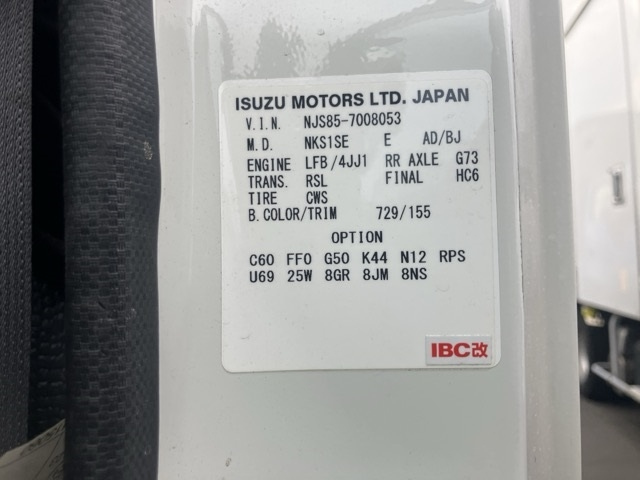 ISUZU MOTORS LTD. JAPAN
V.I.N. NJS85-7008053
M.D. NKS1SE E AD/BJ
ENGINE LFB/4JJ1 RR AXLE G73
TRANS. RSL FINAL HC6
TIRE CWS
B.COLOR/TRIM 729/155
OPTION
C60 FFO G50 K44 N12 RPS
U69 25W 8GR 8JM 8NS
IBC改